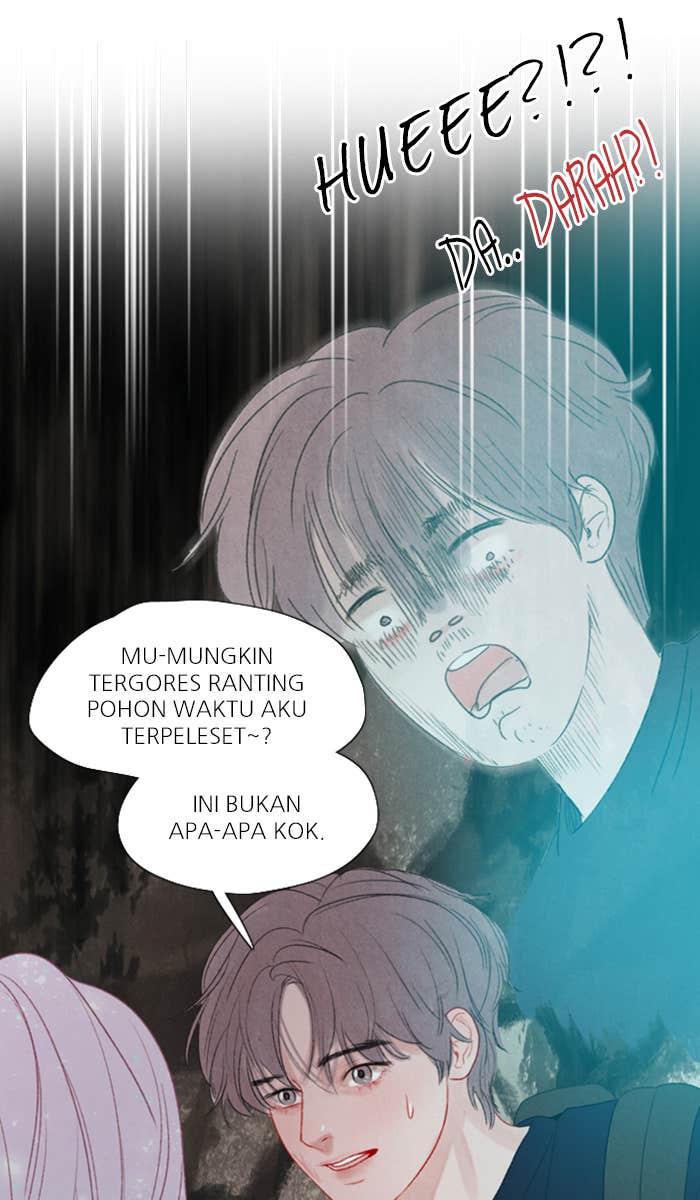 HUEEE?!?!
DA.. DARAH?!
MU-MUNGKIN
TERGORES RANTING
POHON WAKTU AKU
TERPELESET~?
INI BUKAN
APA-APA KOK.